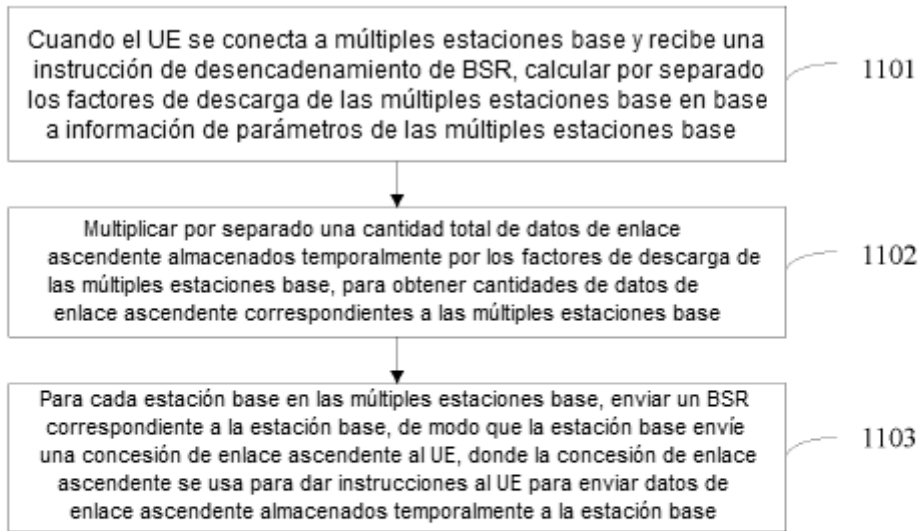 Cuando el UE se conecta a múltiples estaciones base y recibe una
instrucción de desencadenamiento de BSR, calcular por separado
los factores de descarga de las múltiples estaciones base en base
a información de parámetros de las múltiples estaciones base
1101
Multiplicar por separado una cantidad total de datos de enlace
ascendente almacenados temporalmente por los factores de descarga de
las múltiples estaciones base, para obtener cantidades de datos de
enlace ascendente correspondientes a las múltiples estaciones base
1102
Para cada estación base en las múltiples estaciones base, enviar un BSR
correspondiente a la estación base, de modo que la estación base envíe
una concesión de enlace ascendente al UE, donde la concesión de enlace
ascendente se usa para dar instrucciones al UE para enviar datos de
enlace ascendente almacenados temporalmente a la estación base
1103